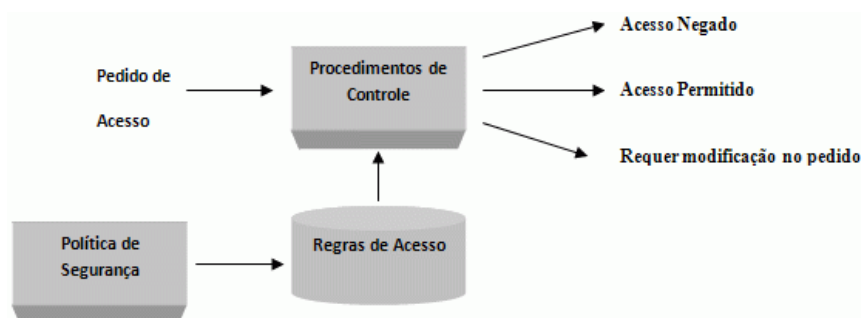 Pedido de
Acesso
Procedimentos de
Controle
Acesso Negado
Acesso Permitido
Requer modificação no pedido
Política de
Segurança
Regras de Acesso